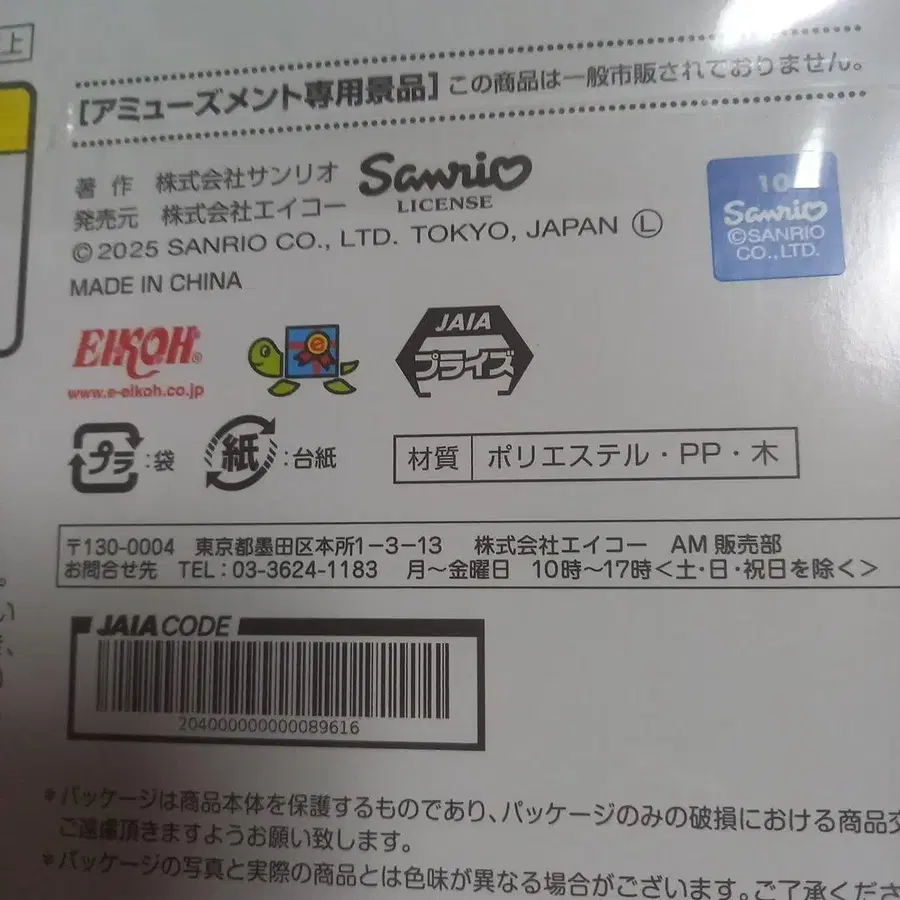 上
[アミューズメント専用景品] この商品は一般市販されておりません。
著 作 株式会社サンリオ
発売元 株式会社エイコー
Sanrio
LICENSE
©2025 SANRIO CO., LTD. TOKYO, JAPAN Ⓛ
MADE IN CHINA
10
Sanrio
©SANRIO
CO.,LTD.
EIKOH®
www.e-eikoh.co.jp
JAIA
プライズ
プラ:袋
紙:台紙
材質 ポリエステル・PP・木
〒130-0004 東京都墨田区本所1-3-13 株式会社エイコー AM 販売部
お問合せ先 TEL:03-3624-1183 月〜金曜日 10時〜17時<土・日・祝日を除く>
JAIA CODE
204000000000089616
*パッケージは商品本体を保護するものであり、パッケージのみの破損における商品交
ご遠慮頂きますようお願い致します。
*パッケージの写真と実際の商品とは色味が異なる場合がございます。ご了承くださ